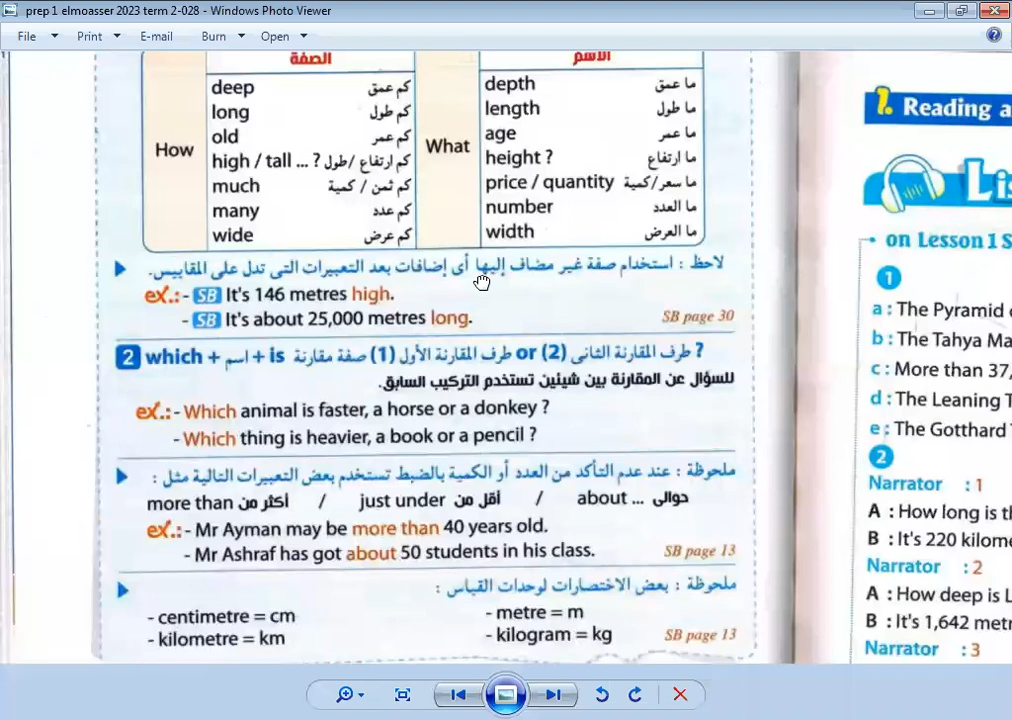 prep 1 elmoasser 2023 term 2-028 - Windows Photo Viewer
File Print E-mail Burn Open
الصفة الاسم
How What
deep كم عمق depth ما عمق
long كم طول length ما طول
old كم عمر age ما عمر
high / tall ... ? كم ارتفاع /طول height ? ما ارتفاع
much كم ثمن / كمية price / quantity ما سعر/كمية
many كم عدد number ما العدد
wide كم عرض width ما العرض
لاحظ : استخدام صفة غير مضاف إليها أى إضافات بعد التعبيرات التى تدل على المقاييس.
ex.: - SB It's 146 metres high.
- SB It's about 25,000 metres long. SB page 30
2 which + اسم + is صفة مقارنة (1) طرف المقارنة الأول or (2) طرف المقارنة الثانى ?
للسؤال عن المقارنة بين شيئين تستخدم التركيب السابق.
ex.: - Which animal is faster, a horse or a donkey ?
- Which thing is heavier, a book or a pencil ?
ملحوظة : عند عدم التأكد من العدد أو الكمية بالضبط تستخدم بعض التعبيرات التالية مثل :
more than أكثر من / just under أقل من / about ... حوالى
ex.: - Mr Ayman may be more than 40 years old.
- Mr Ashraf has got about 50 students in his class. SB page 13
ملحوظة : بعض الاختصارات لوحدات القياس :
- centimetre = cm - metre = m
- kilometre = km - kilogram = kg SB page 13
1. Reading a
Lis
• on Lesson 1 S
1
a : The Pyramid
b : The Tahya Ma
c : More than 37,
d : The Leaning T
e : The Gotthard
2
Narrator : 1
A : How long is th
B : It's 220 kilome
Narrator : 2
A : How deep is L
B : It's 1,642 metr
Narrator : 3